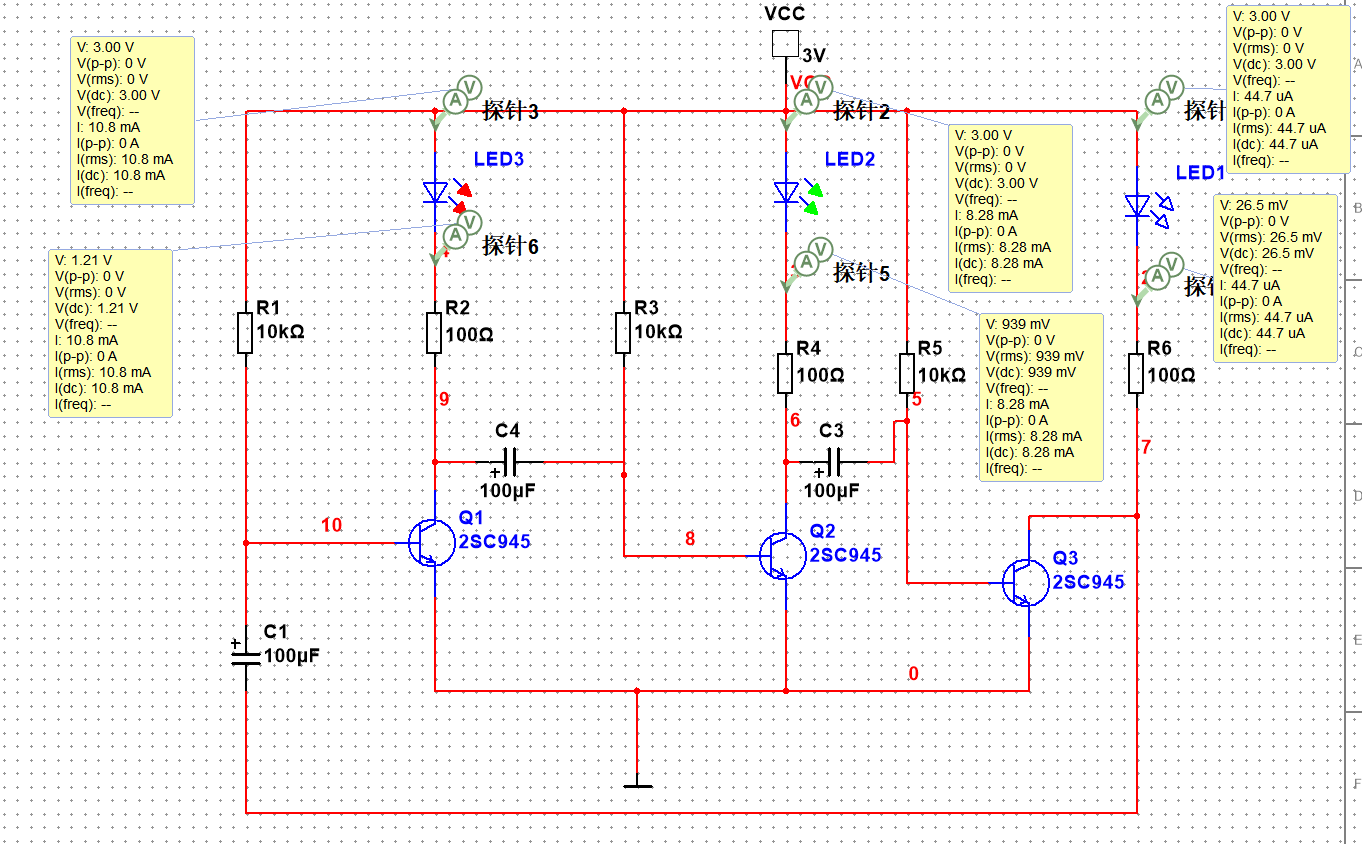 VCC
3V
V: 3.00 V
V(p-p): 0 V
V(rms): 0 V
V(dc): 3.00 V
V(freq): --
I: 10.8 mA
I(p-p): 0 A
I(rms): 10.8 mA
I(dc): 10.8 mA
I(freq): --
V: 3.00 V
V(p-p): 0 V
V(rms): 0 V
V(dc): 3.00 V
V(freq): --
I: 44.7 uA
I(p-p): 0 A
I(rms): 44.7 uA
I(dc): 44.7 uA
I(freq): --
V
A
探针3
V
A
探针2
V
A
探针
A
V: 3.00 V
V(p-p): 0 V
V(rms): 0 V
V(dc): 3.00 V
V(freq): --
I: 8.28 mA
I(p-p): 0 A
I(rms): 8.28 mA
I(dc): 8.28 mA
I(freq): --
LED3
LED2
LED1
V: 26.5 mV
V(p-p): 0 V
V(rms): 26.5 mV
V(dc): 26.5 mV
V(freq): --
I: 44.7 uA
I(p-p): 0 A
I(rms): 44.7 uA
I(dc): 44.7 uA
I(freq): --
B
V: 1.21 V
V(p-p): 0 V
V(rms): 0 V
V(dc): 1.21 V
V(freq): --
I: 10.8 mA
I(p-p): 0 A
I(rms): 10.8 mA
I(dc): 10.8 mA
I(freq): --
V
A
探针6
V
A
探针5
V
A
探针
V: 939 mV
V(p-p): 0 V
V(rms): 939 mV
V(dc): 939 mV
V(freq): --
I: 8.28 mA
I(p-p): 0 A
I(rms): 8.28 mA
I(dc): 8.28 mA
I(freq): --
R1
10kΩ
R2
100Ω
R3
10kΩ
R4
100Ω
R5
10kΩ
R6
100Ω
C
9
5
6
7
C4
+
100µF
C3
+
100µF
D
10
Q1
2SC945
8
Q2
2SC945
Q3
2SC945
C1
+
100µF
E
0
F